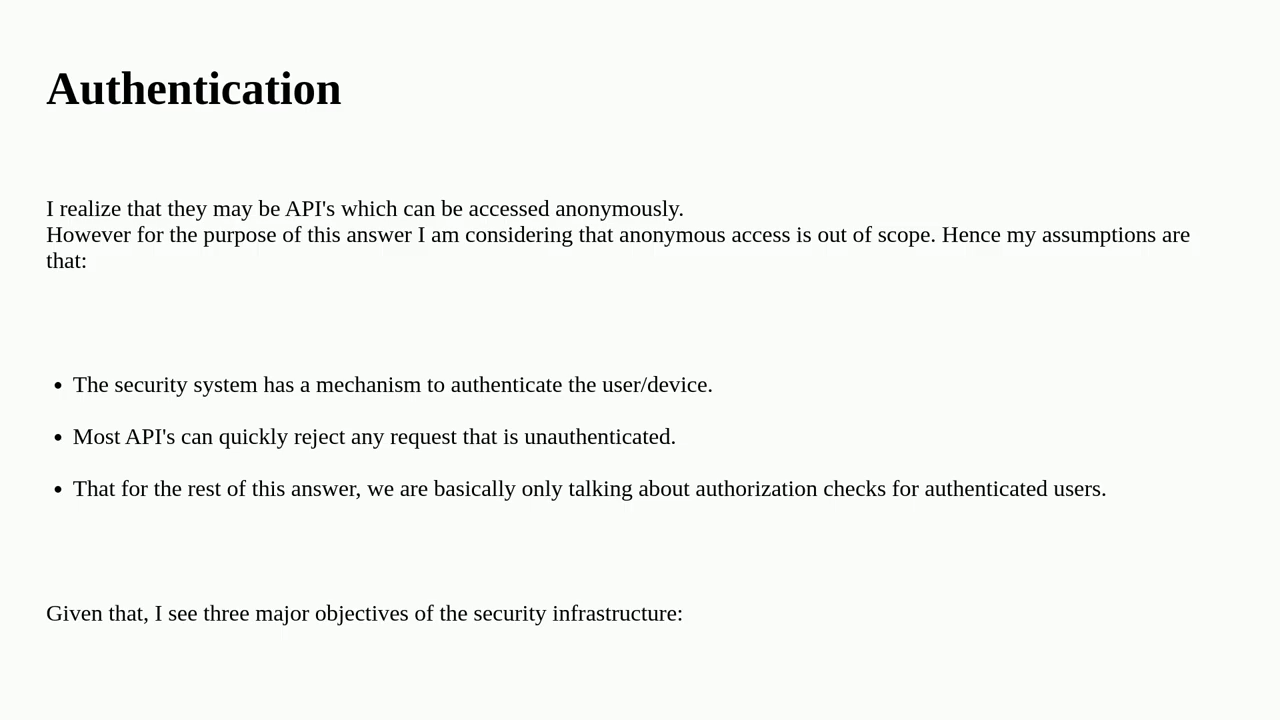 Authentication
I realize that they may be API's which can be accessed anonymously.
However for the purpose of this answer I am considering that anonymous access is out of scope. Hence my assumptions are
that:
• The security system has a mechanism to authenticate the user/device.
• Most API's can quickly reject any request that is unauthenticated.
• That for the rest of this answer, we are basically only talking about authorization checks for authenticated users.
Given that, I see three major objectives of the security infrastructure: